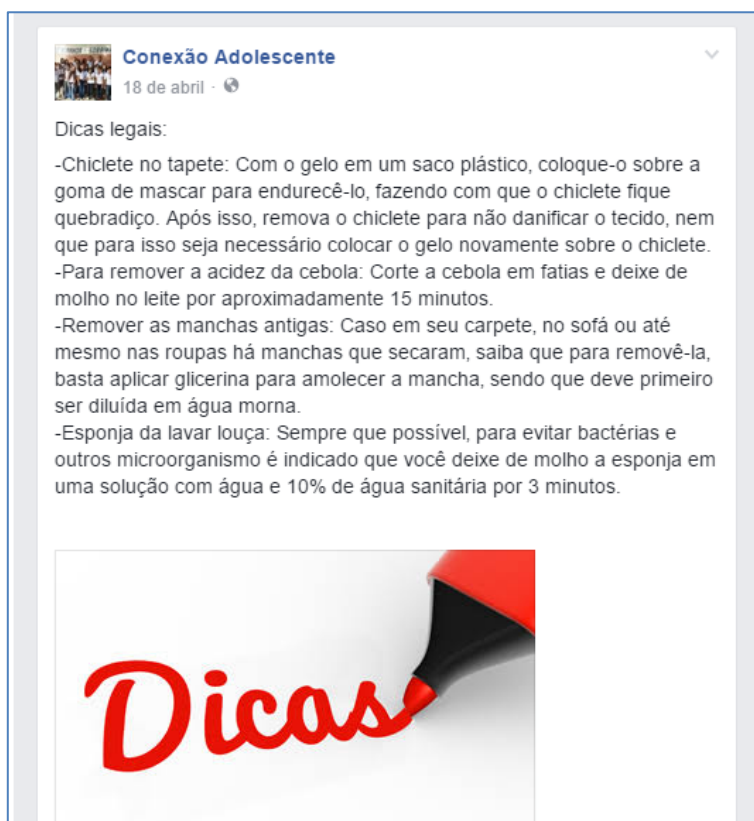 Conexão Adolescente
18 de abril ·
Dicas legais:
-Chiclete no tapete: Com o gelo em um saco plástico, coloque-o sobre a
goma de mascar para endurecê-lo, fazendo com que o chiclete fique
quebradiço. Após isso, remova o chiclete para não danificar o tecido, nem
que para isso seja necessário colocar o gelo novamente sobre o chiclete.
-Para remover a acidez da cebola: Corte a cebola em fatias e deixe de
molho no leite por aproximadamente 15 minutos.
-Remover as manchas antigas: Caso em seu carpete, no sofá ou até
mesmo nas roupas há manchas que secaram, saiba que para removê-la,
basta aplicar glicerina para amolecer a mancha, sendo que deve primeiro
ser diluída em água morna.
-Esponja da lavar louça: Sempre que possível, para evitar bactérias e
outros microorganismo é indicado que você deixe de molho a esponja em
uma solução com água e 10% de água sanitária por 3 minutos.
Dicas